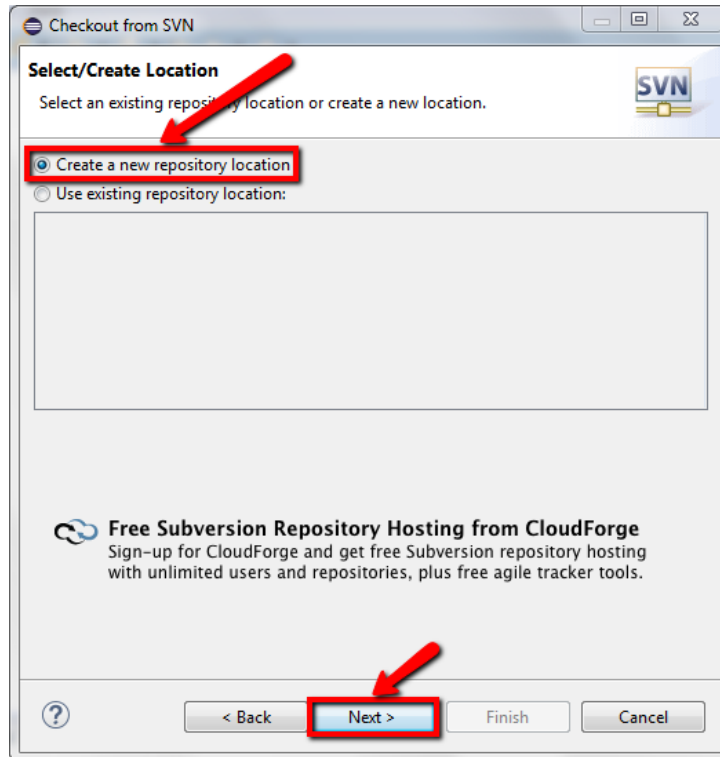 Checkout from SVN
Select/Create Location
Select an existing repository location or create a new location.
SVN
Create a new repository location
Use existing repository location:
Free Subversion Repository Hosting from CloudForge
Sign-up for CloudForge and get free Subversion repository hosting
with unlimited users and repositories, plus free agile tracker tools.
? < Back Next > Finish Cancel